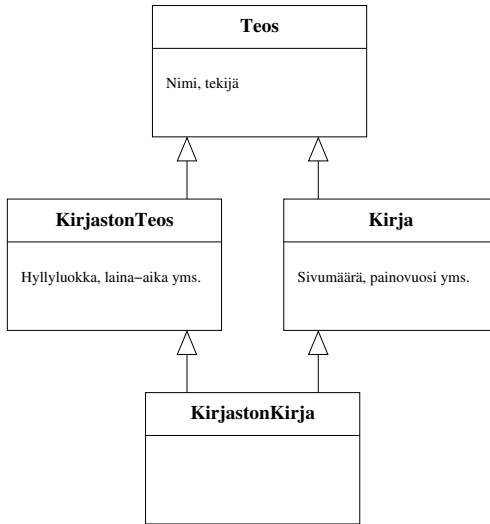 Teos
Nimi, tekijä
KirjastonTeos
Hyllyluokka, laina−aika yms.
Kirja
Sivumäärä, painovuosi yms.
KirjastonKirja